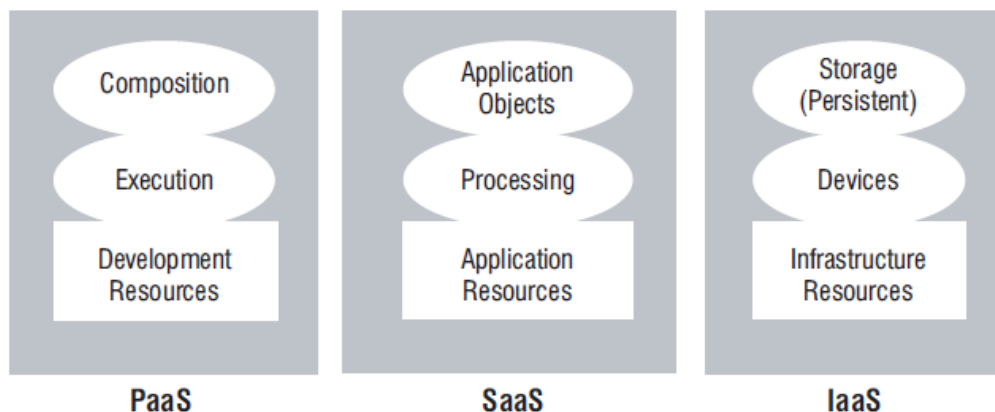 Composition
Execution
Development
Resources
PaaS
Application
Objects
Processing
Application
Resources
SaaS
Storage
(Persistent)
Devices
Infrastructure
Resources
IaaS